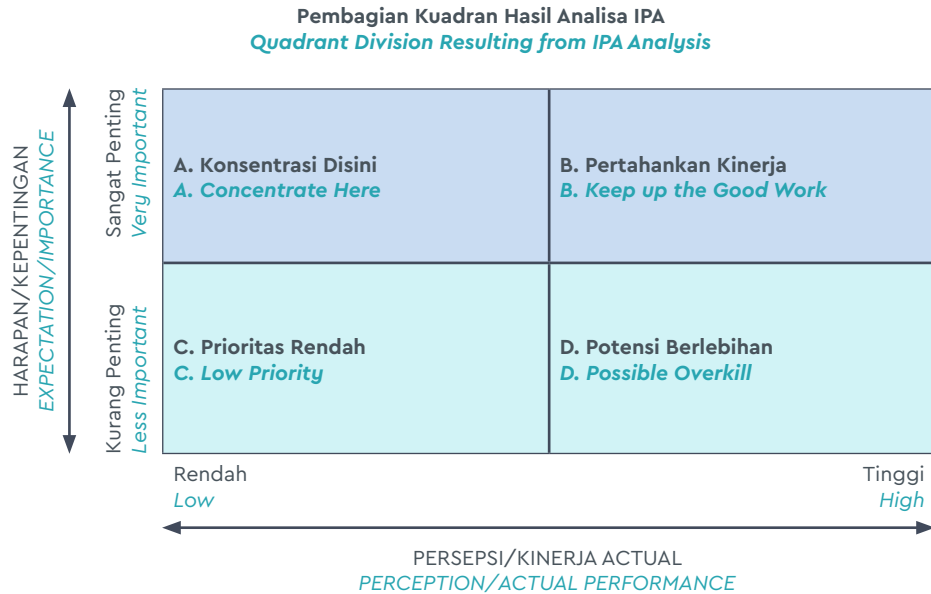 Pembagian Kuadran Hasil Analisa IPA
Quadrant Division Resulting from IPA Analysis
HARAPAN/KEPENTINGAN
EXPECTATION/IMPORTANCE
Sangat Penting
Very Important
A. Konsentrasi Disini
A. Concentrate Here
B. Pertahankan Kinerja
B. Keep up the Good Work
Kurang Penting
Less Important
C. Prioritas Rendah
C. Low Priority
D. Potensi Berlebihan
D. Possible Overkill
Rendah
Low
Tinggi
High
PERSEPSI/KINERJA ACTUAL
PERCEPTION/ACTUAL PERFORMANCE